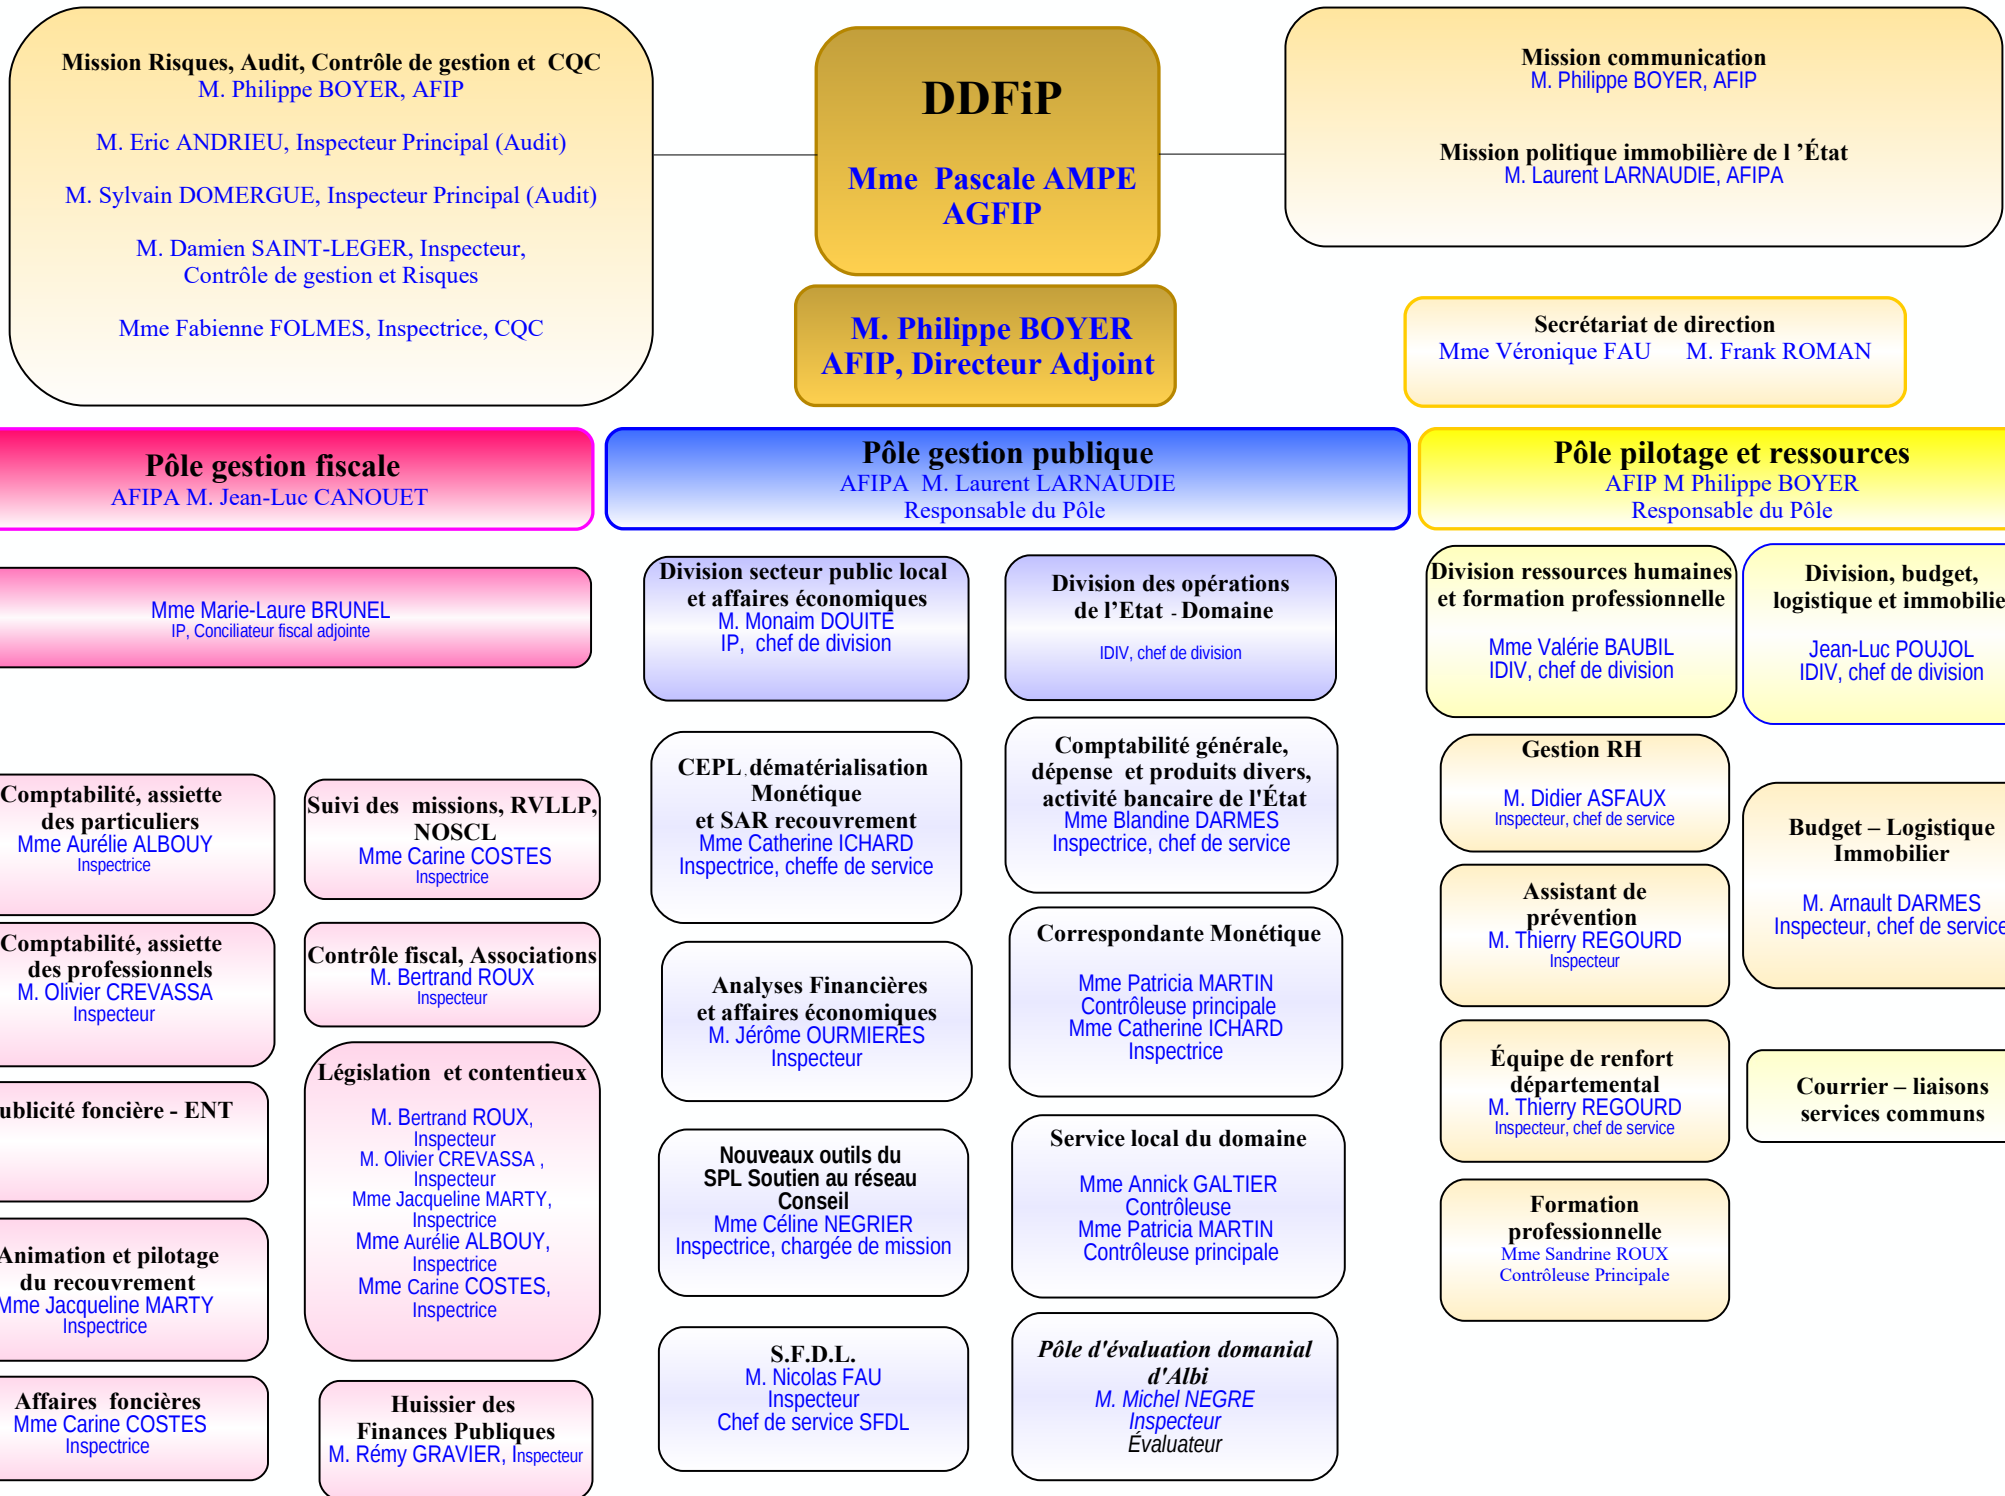 Mission Risques, Audit, Contrôle de gestion et CQC
M. Philippe BOYER, AFIP
M. Eric ANDRIEU, Inspecteur Principal (Audit)
M. Sylvain DOMERGUE, Inspecteur Principal (Audit)
M. Damien SAINT-LEGER, Inspecteur,
Contrôle de gestion et Risques
Mme Fabienne FOLMES, Inspectrice, CQC
DDFiP
Mme Pascale AMPE
AGFIP
M. Philippe BOYER
AFIP, Directeur Adjoint
Mission communication
M. Philippe BOYER, AFIP
Mission politique immobilière de l ’État
M. Laurent LARNAUDIE, AFIPA
Secrétariat de direction
Mme Véronique FAU M. Frank ROMAN
Pôle gestion fiscale
AFIPA M. Jean-Luc CANOUET
Mme Marie-Laure BRUNEL
IP, Conciliateur fiscal adjointe
Comptabilité, assiette
des particuliers
Mme Aurélie ALBOUY
Inspectrice
Comptabilité, assiette
des professionnels
M. Olivier CREVASSA
Inspecteur
ublicité foncière - ENT
Animation et pilotage
du recouvrement
Mme Jacqueline MARTY
Inspectrice
Affaires foncières
Mme Carine COSTES
Inspectrice
Suivi des missions, RVLLP,
NOSCL
Mme Carine COSTES
Inspectrice
Contrôle fiscal, Associations
M. Bertrand ROUX
Inspecteur
Législation et contentieux
M. Bertrand ROUX,
Inspecteur
M. Olivier CREVASSA ,
Inspecteur
Mme Jacqueline MARTY,
Inspectrice
Mme Aurélie ALBOUY,
Inspectrice
Mme Carine COSTES,
Inspectrice
Huissier des
Finances Publiques
M. Rémy GRAVIER, Inspecteur
Pôle gestion publique
AFIPA M. Laurent LARNAUDIE
Responsable du Pôle
Division secteur public local
et affaires économiques
M. Monaim DOUITE
IP, chef de division
CEPL, dématérialisation
Monétique
et SAR recouvrement
Mme Catherine ICHARD
Inspectrice, cheffe de service
Analyses Financières
et affaires économiques
M. Jérôme OURMIERES
Inspecteur
Nouveaux outils du
SPL Soutien au réseau
Conseil
Mme Céline NEGRIER
Inspectrice, chargée de mission
S.F.D.L.
M. Nicolas FAU
Inspecteur
Chef de service SFDL
Division des opérations
de l’Etat - Domaine
IDIV, chef de division
Comptabilité générale,
dépense et produits divers,
activité bancaire de l'État
Mme Blandine DARMES
Inspectrice, chef de service
Correspondante Monétique
Mme Patricia MARTIN
Contrôleuse principale
Mme Catherine ICHARD
Inspectrice
Service local du domaine
Mme Annick GALTIER
Contrôleuse
Mme Patricia MARTIN
Contrôleuse principale
Pôle d'évaluation domanial
d'Albi
M. Michel NEGRE
Inspecteur
Évaluateur
Pôle pilotage et ressources
AFIP M Philippe BOYER
Responsable du Pôle
Division ressources humaines
et formation professionnelle
Mme Valérie BAUBIL
IDIV, chef de division
Gestion RH
M. Didier ASFAUX
Inspecteur, chef de service
Assistant de
prévention
M. Thierry REGOURD
Inspecteur
Équipe de renfort
départemental
M. Thierry REGOURD
Inspecteur, chef de service
Formation
professionnelle
Mme Sandrine ROUX
Contrôleuse Principale
Division, budget,
logistique et immobilie
Jean-Luc POUJOL
IDIV, chef de division
Budget – Logistique
Immobilier
M. Arnault DARMES
Inspecteur, chef de service
Courrier – liaisons
services communs